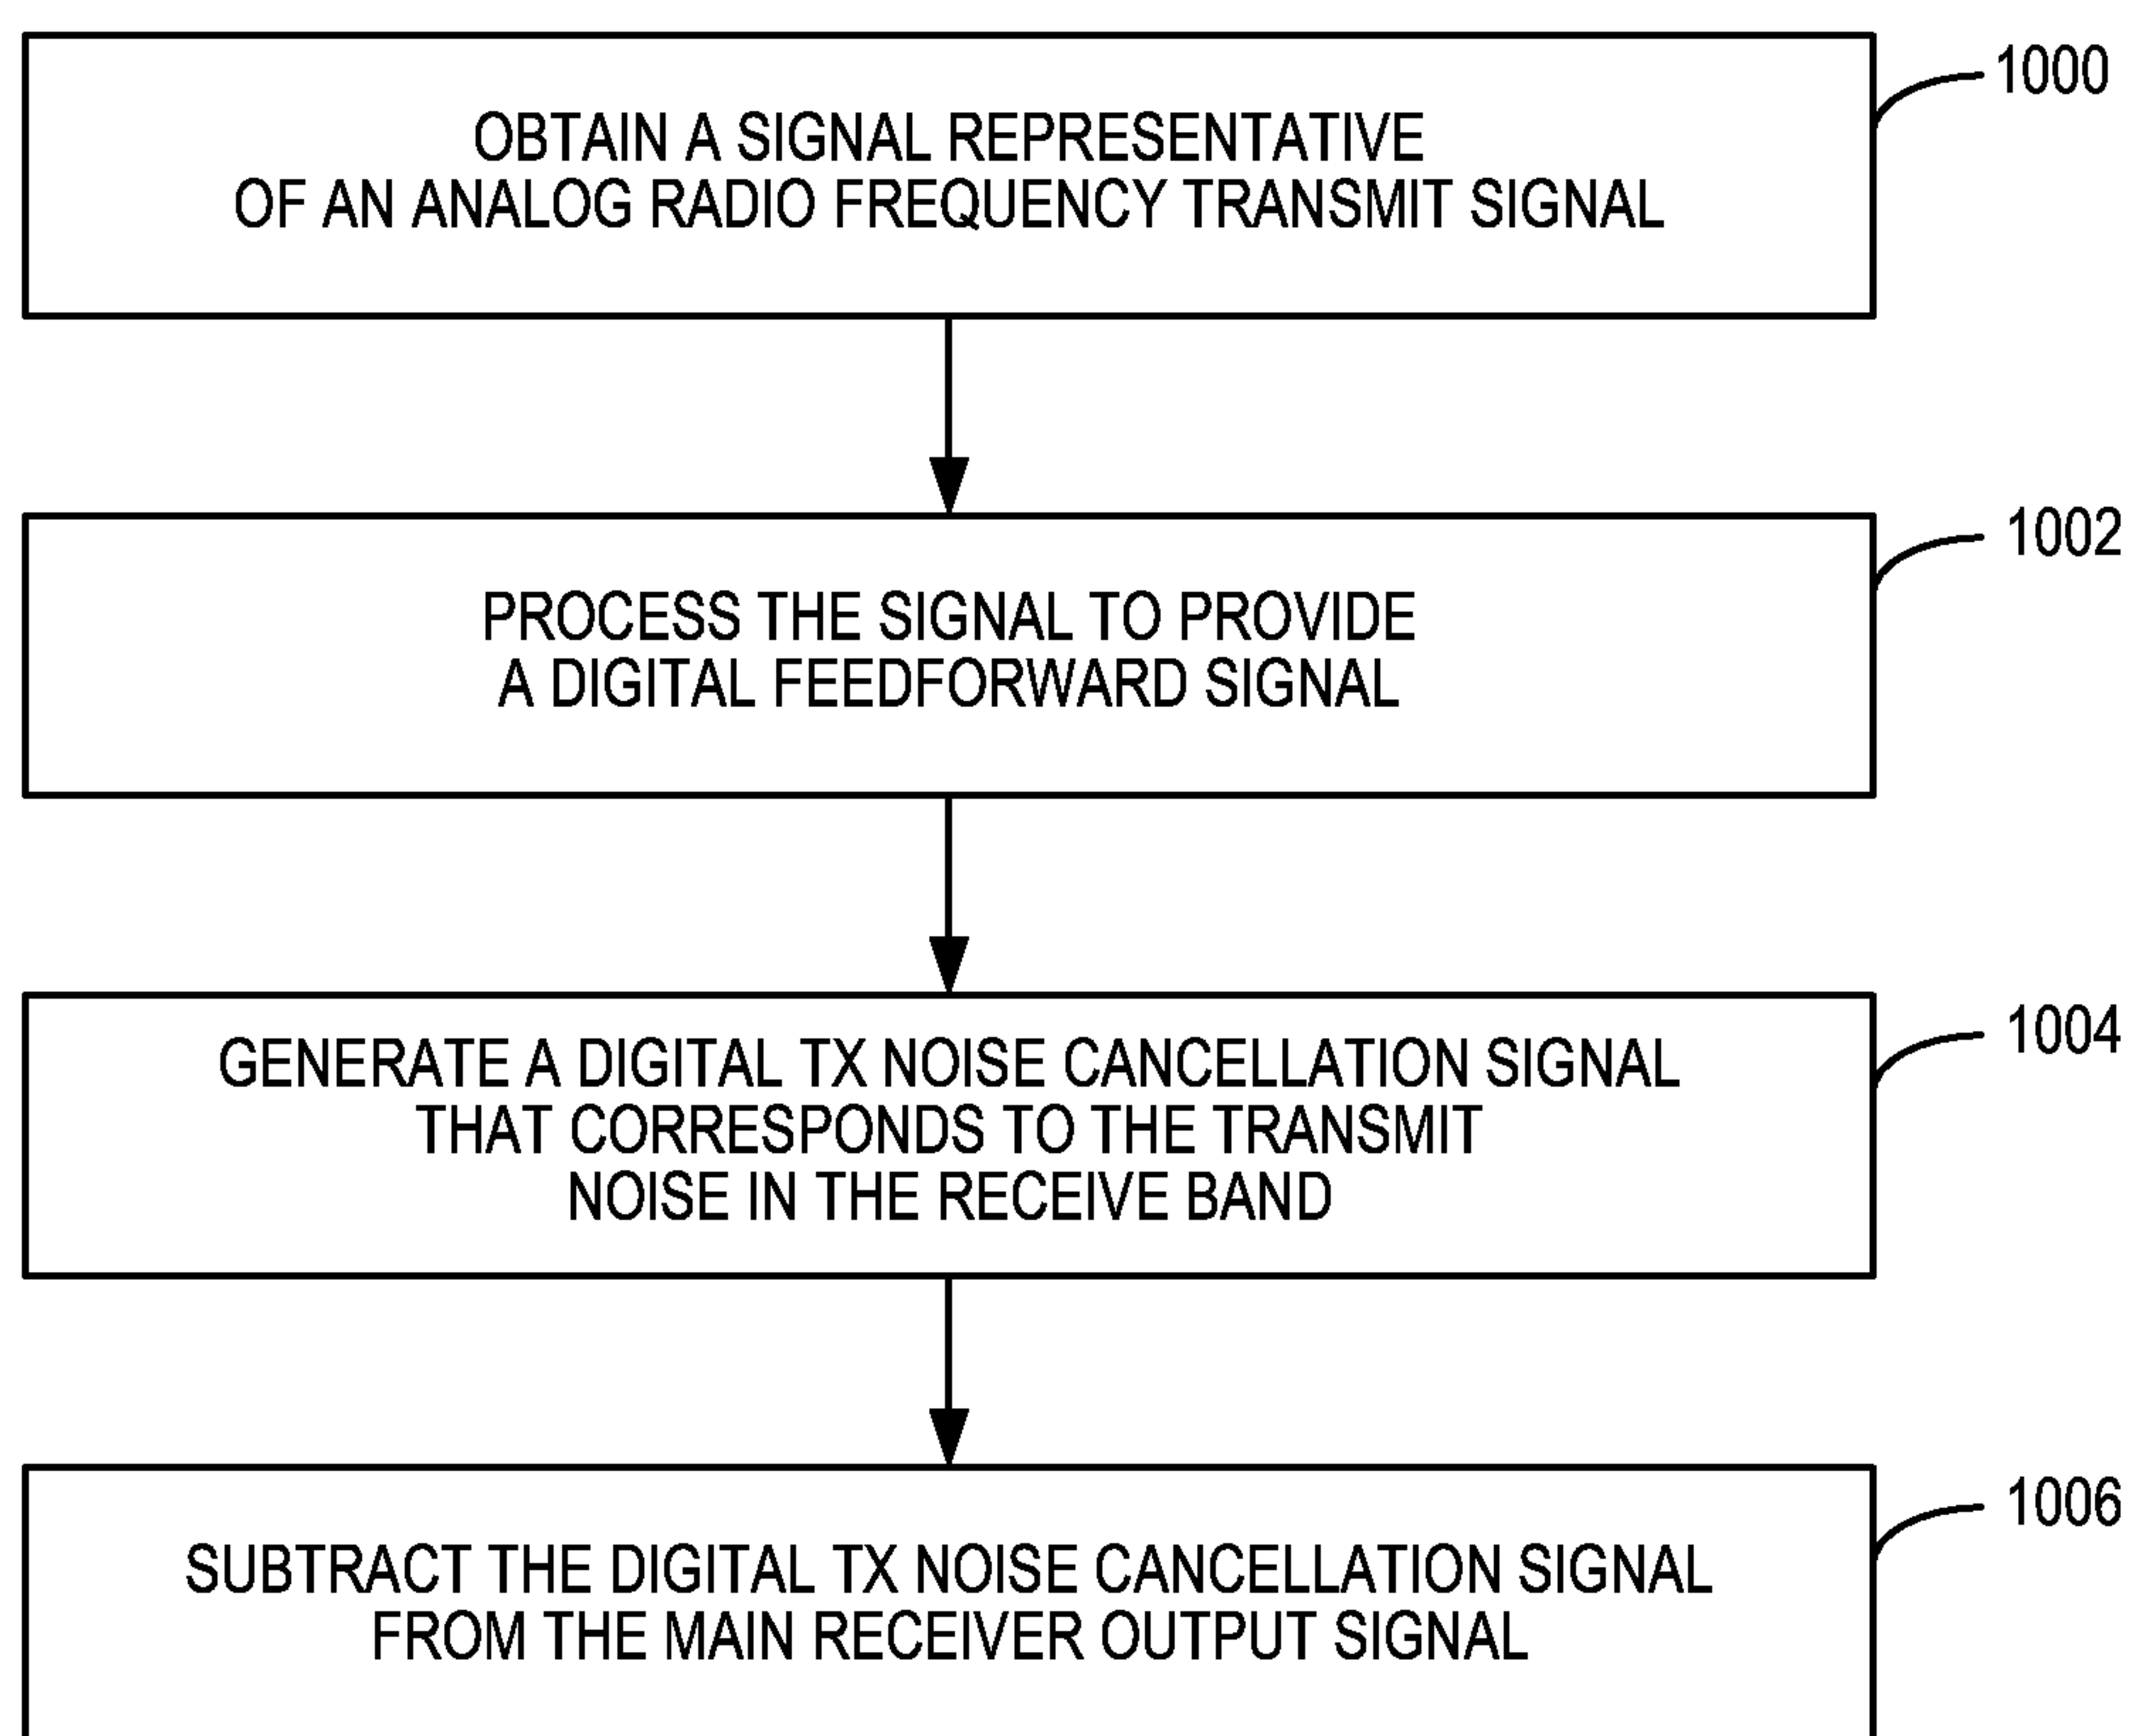 1000
OBTAIN A SIGNAL REPRESENTATIVE
OF AN ANALOG RADIO FREQUENCY TRANSMIT SIGNAL
1002
PROCESS THE SIGNAL TO PROVIDE
A DIGITAL FEEDFORWARD SIGNAL
1004
GENERATE A DIGITAL TX NOISE CANCELLATION SIGNAL
THAT CORRESPONDS TO THE TRANSMIT
NOISE IN THE RECEIVE BAND
1006
SUBTRACT THE DIGITAL TX NOISE CANCELLATION SIGNAL
FROM THE MAIN RECEIVER OUTPUT SIGNAL